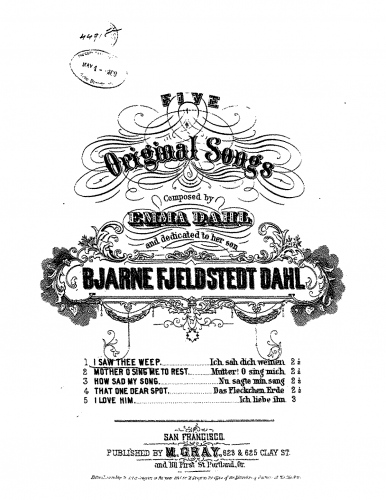 4491
FIVE
Original Songs
Composed by
EMMA DAHL
and dedicated to her son
BJARNE FJELDSTEDT DAHL
1 I SAW THEE WEEP. Ich sah dich weinen 2½
2 MOTHER O SING ME TO REST. Mutter! O sing mich 2½
3 HOW SAD MY SONG. Nu sagte min sang 2½
4 THAT ONE DEAR SPOT. Das Fleckchen Erde 2½
5 I LOVE HIM. Ich liebe ihn 3
SAN FRANCISCO.
PUBLISHED BY M. GRAY, 623 & 625 CLAY ST.
and 101 First St. Portland, Or.